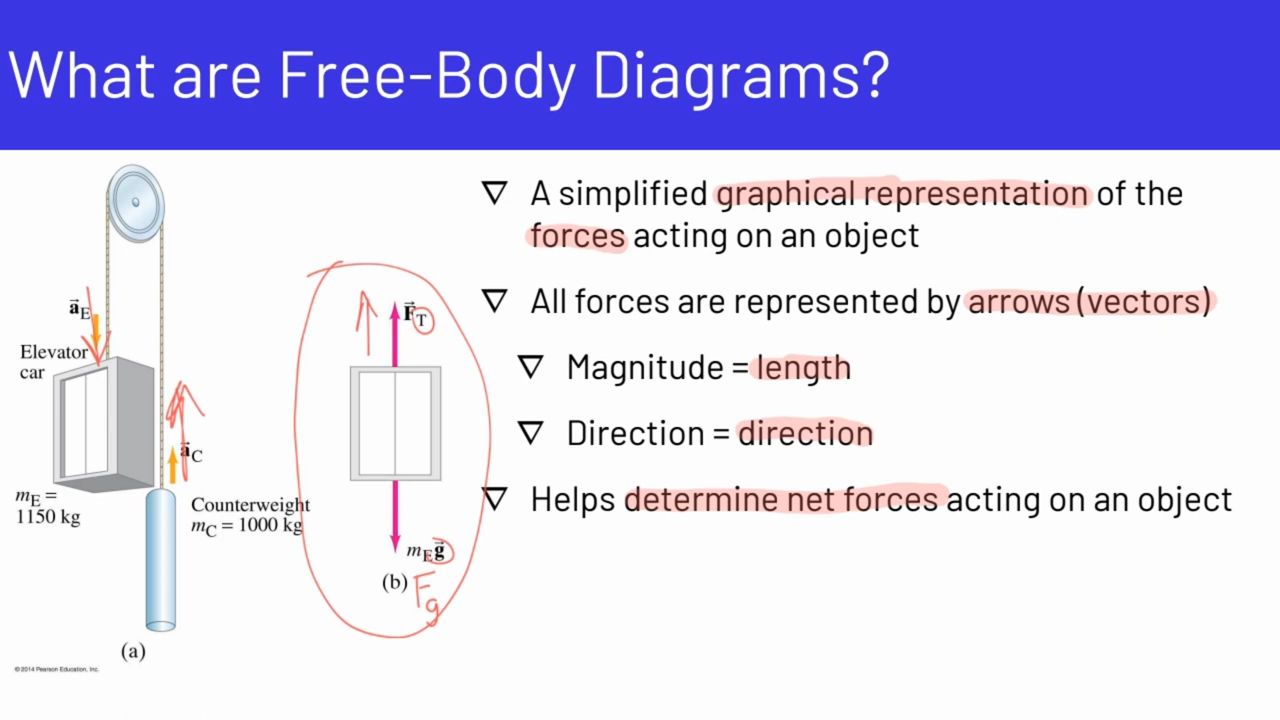 What are Free-Body Diagrams?
▽ A simplified graphical representation of the
forces acting on an object
▽ All forces are represented by arrows (vectors)
▽ Magnitude = length
▽ Direction = direction
▽ Helps determine net forces acting on an object
a⃗E
Elevator
car
a⃗C
mE =
1150 kg
Counterweight
mC = 1000 kg
(a)
F⃗T
mEg⃗
(b)
Fg
© 2014 Pearson Education, Inc.